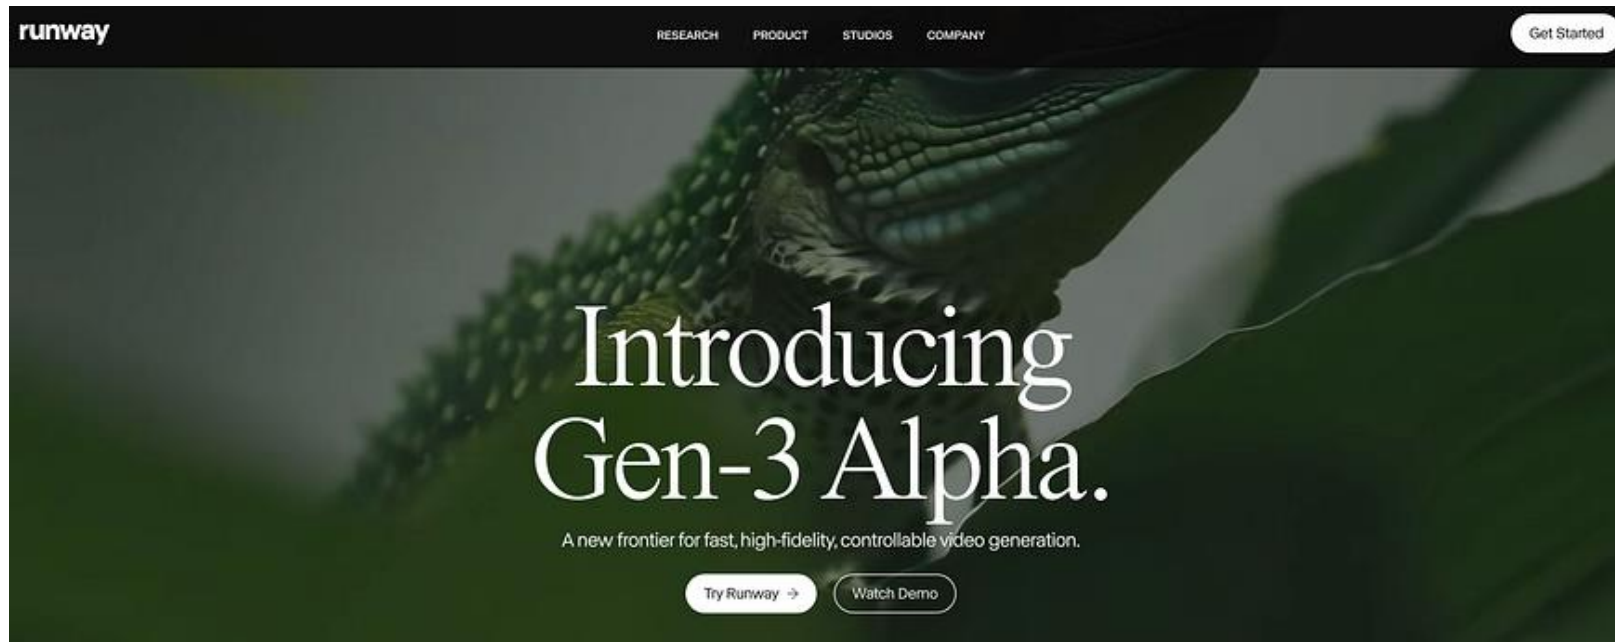 runway
RESEARCH PRODUCT STUDIOS COMPANY
Get Started
Introducing
Gen-3 Alpha.
A new frontier for fast, high-fidelity, controllable video generation.
Try Runway →
Watch Demo